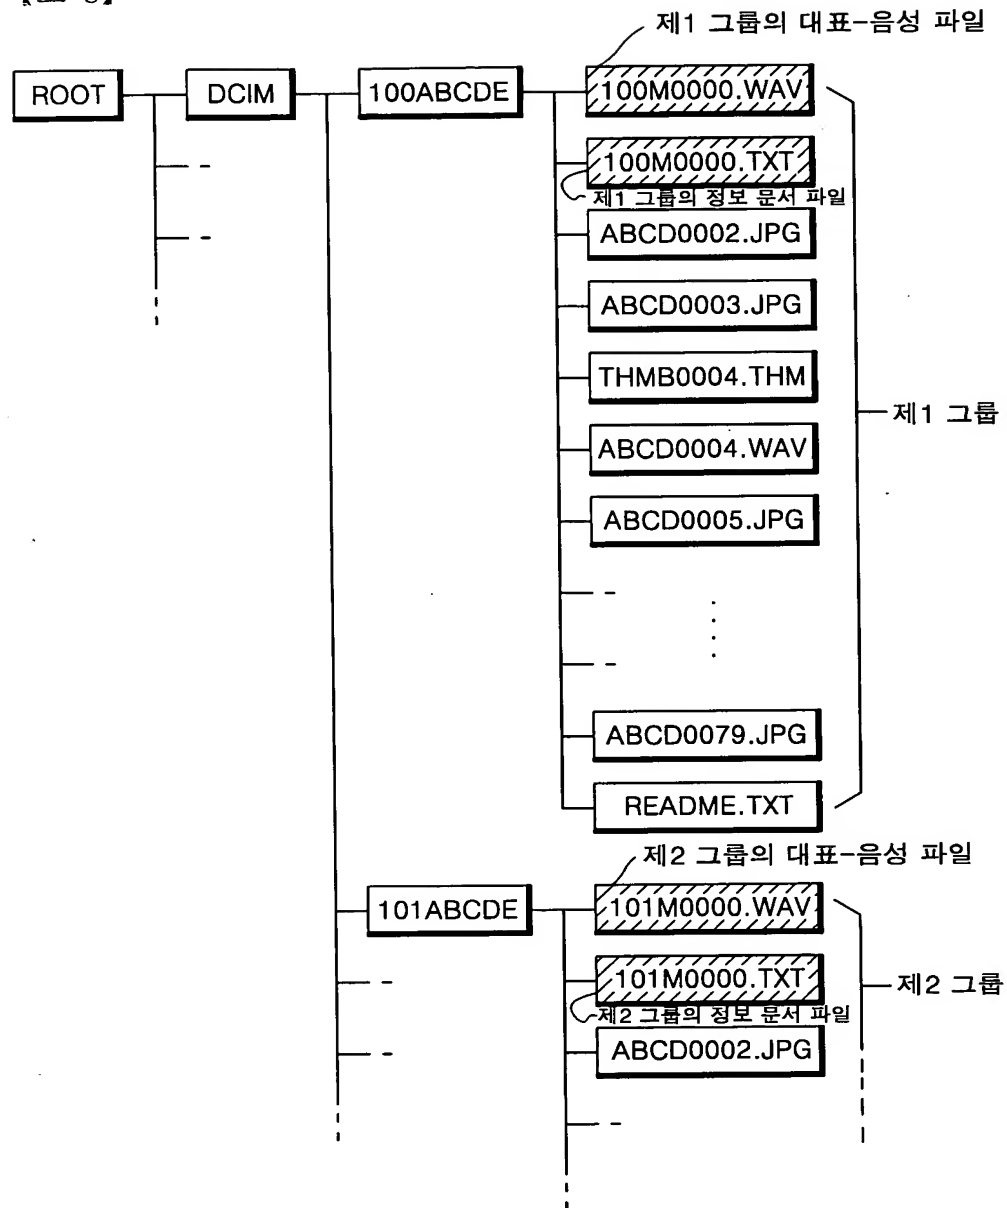 제1 그룹의 대표-음성 파일
ROOT
DCIM
100ABCDE
100M0000.WAV
100M0000.TXT
제1 그룹의 정보 문서 파일
ABCD0002.JPG
ABCD0003.JPG
THMB0004.THM
제1 그룹
ABCD0004.WAV
ABCD0005.JPG
ABCD0079.JPG
README.TXT
제2 그룹의 대표-음성 파일
101ABCDE
101M0000.WAV
101M0000.TXT
제2 그룹
제2 그룹의 정보 문서 파일
ABCD0002.JPG